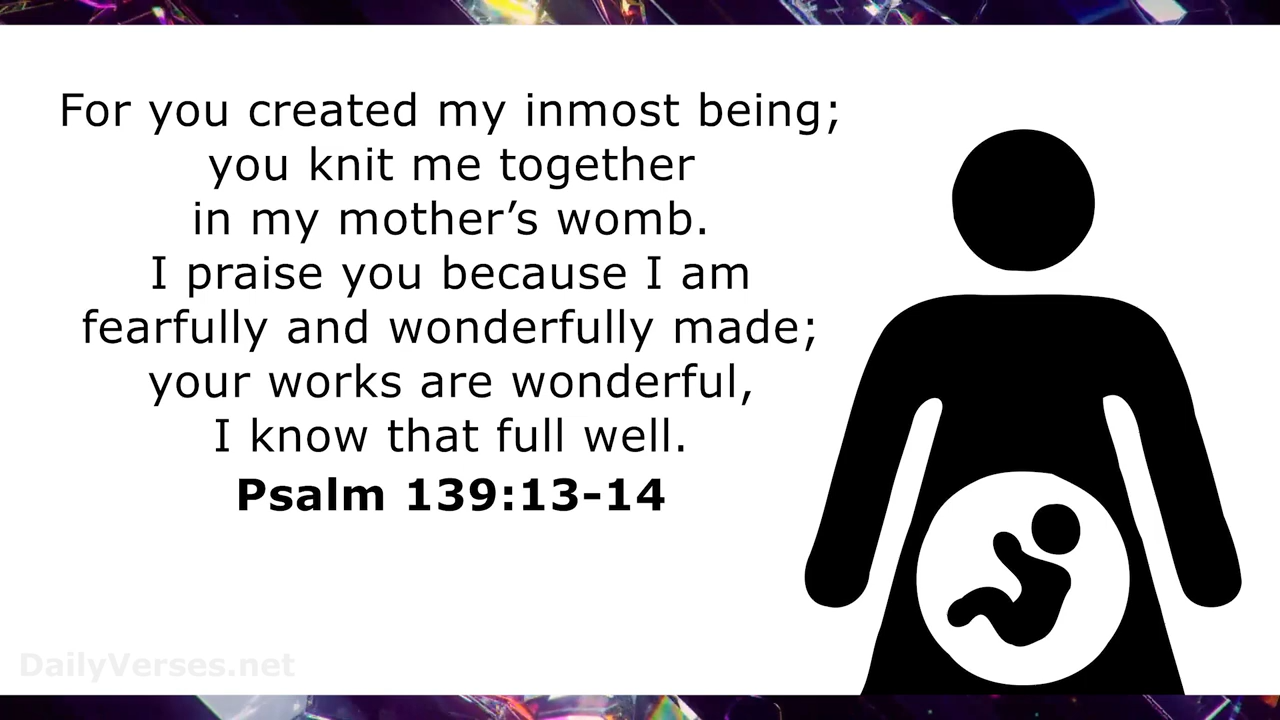 For you created my inmost being;
you knit me together
in my mother’s womb.
I praise you because I am
fearfully and wonderfully made;
your works are wonderful,
I know that full well.
Psalm 139:13-14
DailyVerses.net